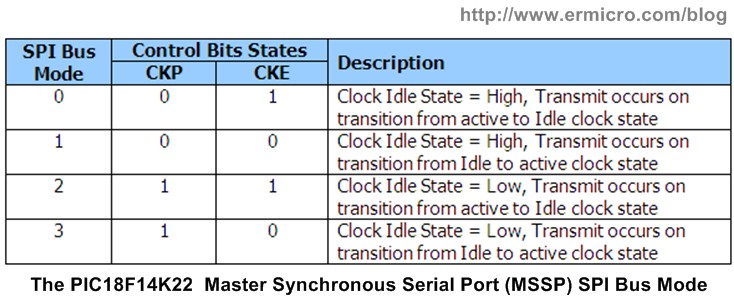 http://www.ermicro.com/blog
SPI Bus Mode Control Bits States Description
CKP CKE
0 0 1 Clock Idle State = High, Transmit occurs on
transition from active to Idle clock state
1 0 0 Clock Idle State = High, Transmit occurs on
transition from Idle to active clock state
2 1 1 Clock Idle State = Low, Transmit occurs on
transition from active to Idle clock state
3 1 0 Clock Idle State = Low, Transmit occurs on
transition from Idle to active clock state
The PIC18F14K22 Master Synchronous Serial Port (MSSP) SPI Bus Mode